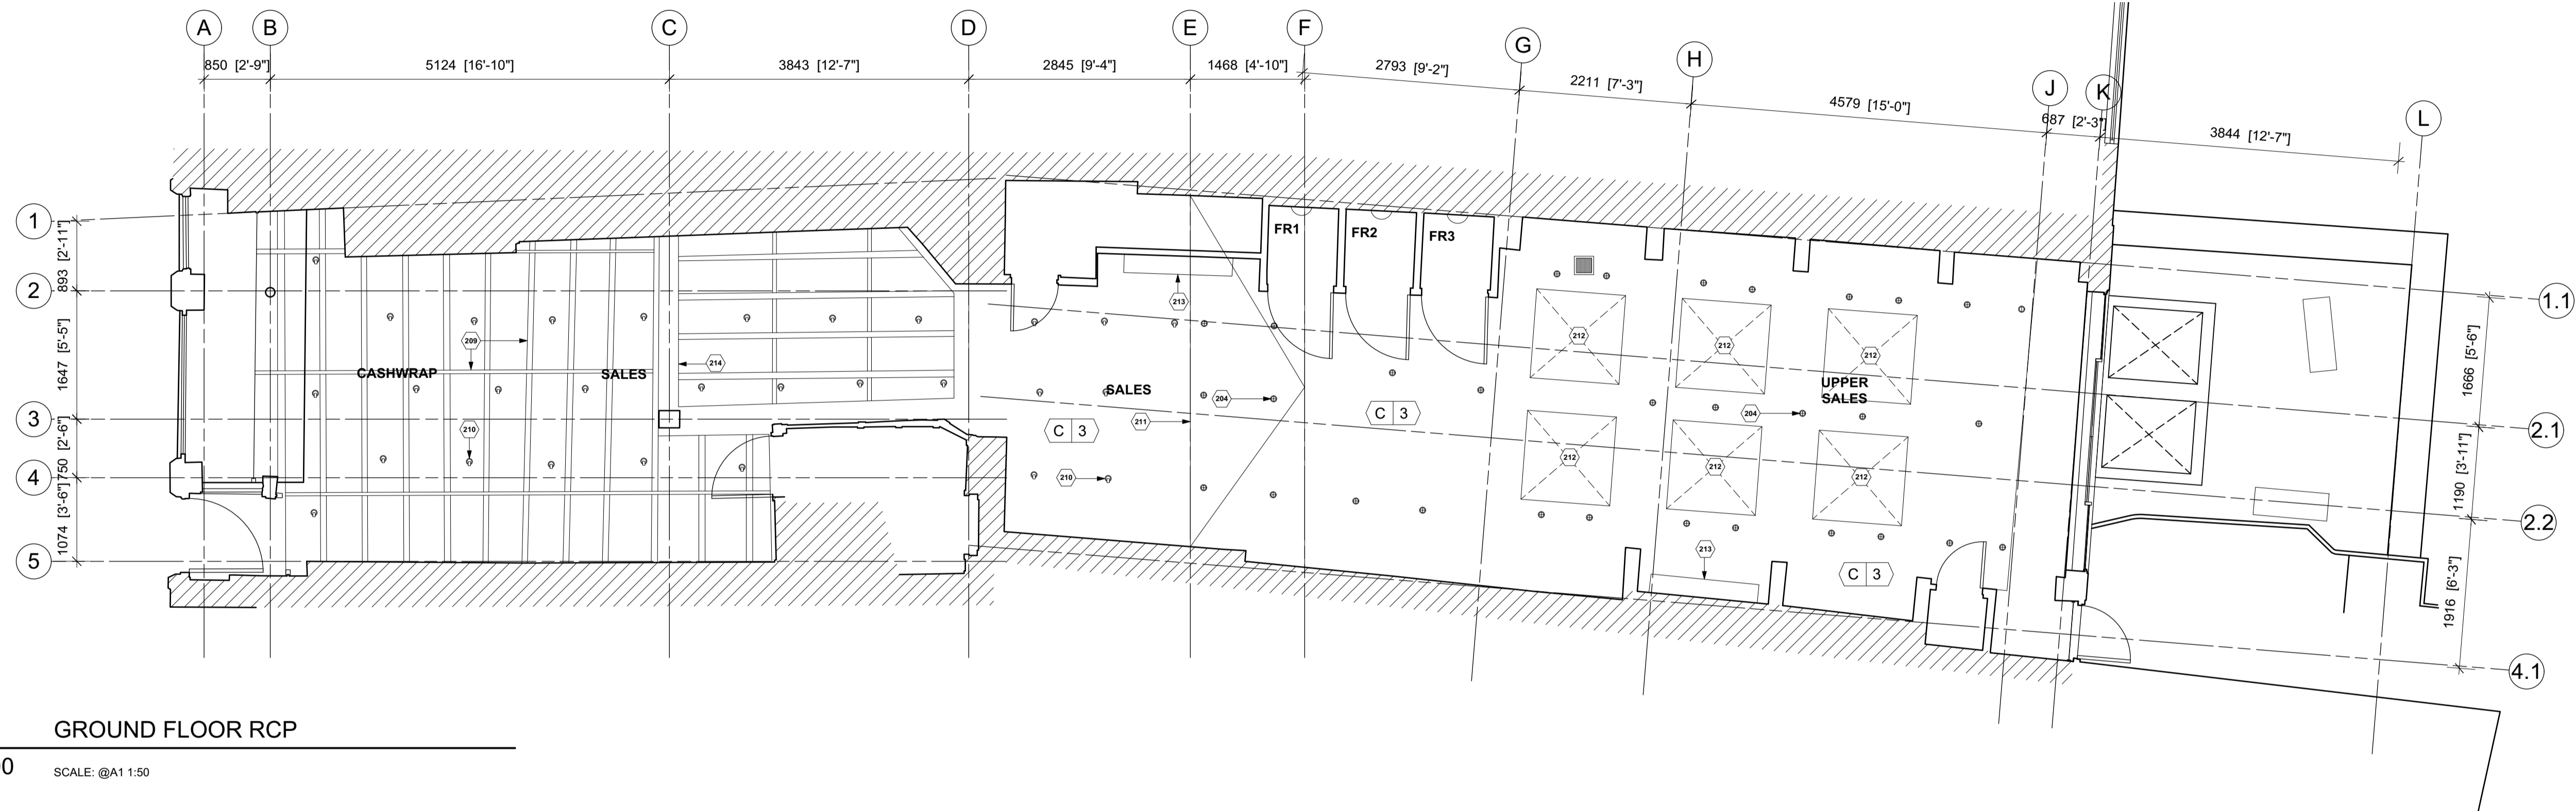 A
B
C
D
E
F
G
H
J
K
L
850 [2'-9"]
5124 [16'-10"]
3843 [12'-7"]
2845 [9'-4"]
1468 [4'-10"]
2793 [9'-2"]
2211 [7'-3"]
4579 [15'-0"]
687 [2'-3"]
3844 [12'-7"]
1
2
3
4
5
893 [2'-11"]
1647 [5'-5"]
750 [2'-6"]
1074 [3'-6"]
1.1
2.1
2.2
4.1
1666 [5'-6"]
1190 [3'-11"]
1916 [6'-3"]
FR1
FR2
FR3
213
209
214
CASHWRAP
SALES
SALES
204
211
C 3
C 3
210
210
212
212
212
UPPER
SALES
204
212
212
212
213
C 3
GROUND FLOOR RCP
SCALE: @A1 1:50